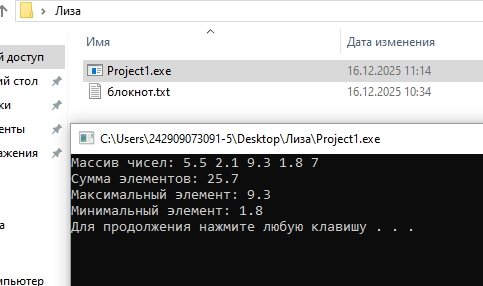 Лиза
Имя
Дата изменения
й доступ
Project1.exe
16.12.2025 11:14
ий стол
блокнот.txt
16.12.2025 10:34
ки
енты
ажения
C:\Users\242909073091-5\Desktop\Лиза\Project1.exe
Массив чисел: 5.5 2.1 9.3 1.8 7
Сумма элементов: 25.7
Максимальный элемент: 9.3
Минимальный элемент: 1.8
Для продолжения нажмите любую клавишу . . .
а
мпьютер